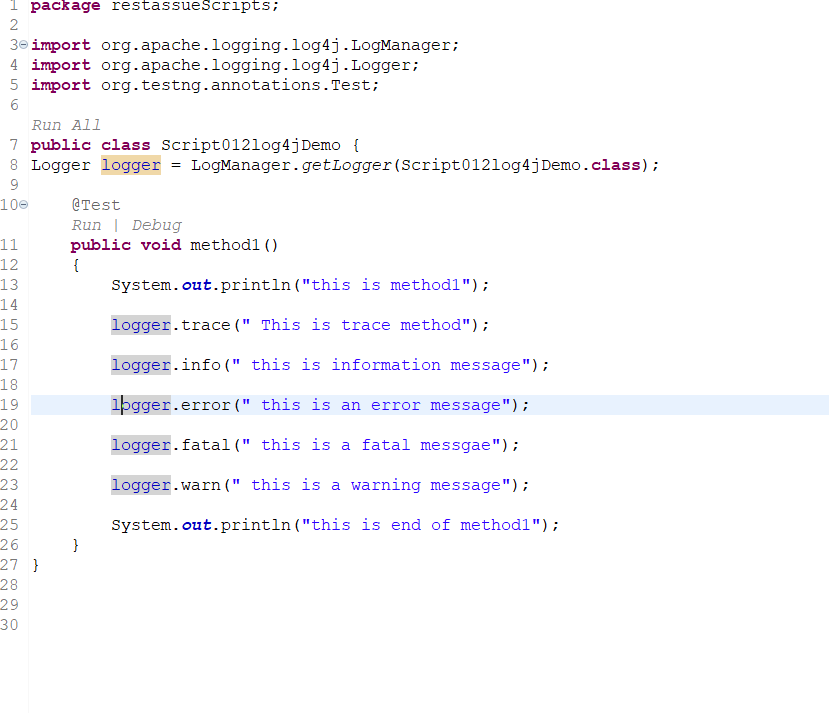 1 package restassueScripts;
2
3 import org.apache.logging.log4j.LogManager;
4 import org.apache.logging.log4j.Logger;
5 import org.testng.annotations.Test;
6
Run All
7 public class Script012log4jDemo {
8 Logger logger = LogManager.getLogger(Script012log4jDemo.class);
9
10 @Test
Run | Debug
11 public void method1()
12 {
13 System.out.println("this is method1");
14
15 logger.trace(" This is trace method");
16
17 logger.info(" this is information message");
18
19 logger.error(" this is an error message");
20
21 logger.fatal(" this is a fatal messgae");
22
23 logger.warn(" this is a warning message");
24
25 System.out.println("this is end of method1");
26 }
27 }
28
29
30